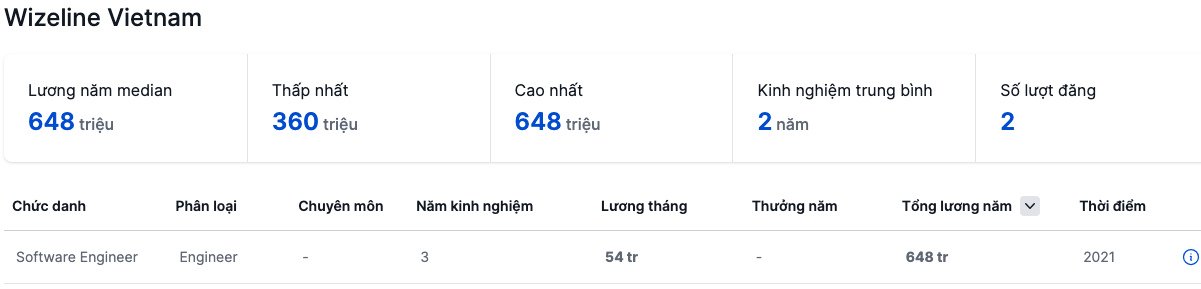 Wizeline Vietnam
Lương năm median Thấp nhất Cao nhất Kinh nghiệm trung bình Số lượt đăng
648 triệu 360 triệu 648 triệu 2 năm 2
Chức danh Phân loại Chuyên môn Năm kinh nghiệm Lương tháng Thưởng năm Tổng lương năm Thời điểm
Software Engineer Engineer - 3 54 tr - 648 tr 2021